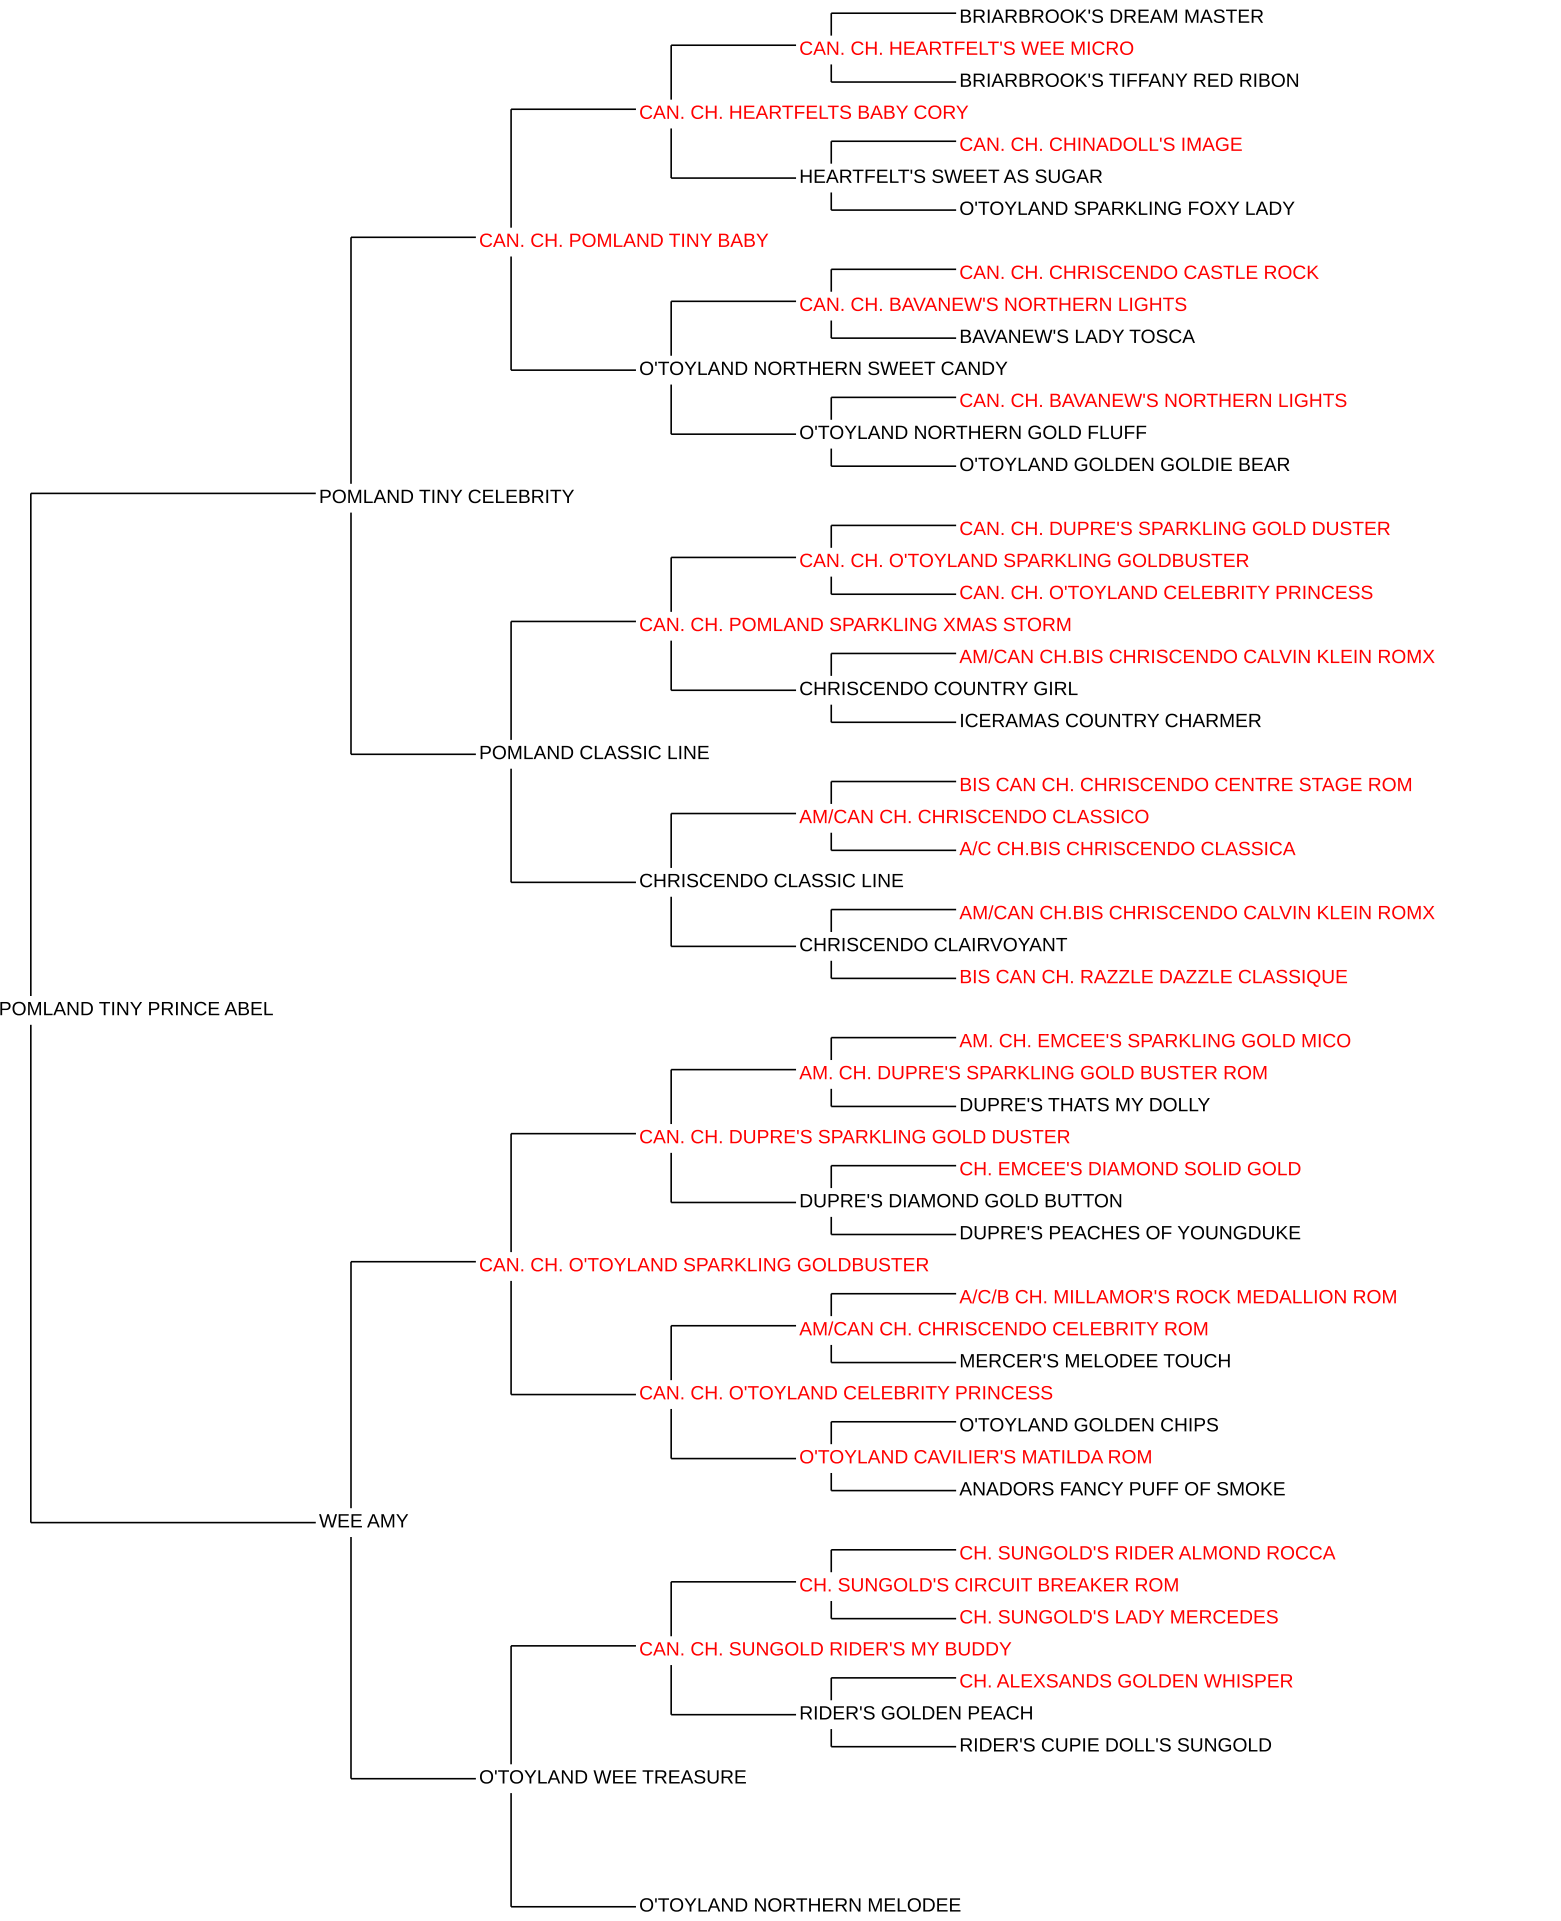 BRIARBROOK'S DREAM MASTER
CAN. CH. HEARTFELT'S WEE MICRO
BRIARBROOK'S TIFFANY RED RIBON
CAN. CH. HEARTFELTS BABY CORY
CAN. CH. CHINADOLL'S IMAGE
HEARTFELT'S SWEET AS SUGAR
O'TOYLAND SPARKLING FOXY LADY
CAN. CH. POMLAND TINY BABY
CAN. CH. CHRISCENDO CASTLE ROCK
CAN. CH. BAVANEW'S NORTHERN LIGHTS
BAVANEW'S LADY TOSCA
O'TOYLAND NORTHERN SWEET CANDY
CAN. CH. BAVANEW'S NORTHERN LIGHTS
O'TOYLAND NORTHERN GOLD FLUFF
O'TOYLAND GOLDEN GOLDIE BEAR
POMLAND TINY CELEBRITY
CAN. CH. DUPRE'S SPARKLING GOLD DUSTER
CAN. CH. O'TOYLAND SPARKLING GOLDBUSTER
CAN. CH. O'TOYLAND CELEBRITY PRINCESS
CAN. CH. POMLAND SPARKLING XMAS STORM
AM/CAN CH.BIS CHRISCENDO CALVIN KLEIN ROMX
CHRISCENDO COUNTRY GIRL
ICERAMAS COUNTRY CHARMER
POMLAND CLASSIC LINE
BIS CAN CH. CHRISCENDO CENTRE STAGE ROM
AM/CAN CH. CHRISCENDO CLASSICO
A/C CH.BIS CHRISCENDO CLASSICA
CHRISCENDO CLASSIC LINE
AM/CAN CH.BIS CHRISCENDO CALVIN KLEIN ROMX
CHRISCENDO CLAIRVOYANT
BIS CAN CH. RAZZLE DAZZLE CLASSIQUE
POMLAND TINY PRINCE ABEL
AM. CH. EMCEE'S SPARKLING GOLD MICO
AM. CH. DUPRE'S SPARKLING GOLD BUSTER ROM
DUPRE'S THATS MY DOLLY
CAN. CH. DUPRE'S SPARKLING GOLD DUSTER
CH. EMCEE'S DIAMOND SOLID GOLD
DUPRE'S DIAMOND GOLD BUTTON
DUPRE'S PEACHES OF YOUNGDUKE
CAN. CH. O'TOYLAND SPARKLING GOLDBUSTER
A/C/B CH. MILLAMOR'S ROCK MEDALLION ROM
AM/CAN CH. CHRISCENDO CELEBRITY ROM
MERCER'S MELODEE TOUCH
CAN. CH. O'TOYLAND CELEBRITY PRINCESS
O'TOYLAND GOLDEN CHIPS
O'TOYLAND CAVILIER'S MATILDA ROM
ANADORS FANCY PUFF OF SMOKE
WEE AMY
CH. SUNGOLD'S RIDER ALMOND ROCCA
CH. SUNGOLD'S CIRCUIT BREAKER ROM
CH. SUNGOLD'S LADY MERCEDES
CAN. CH. SUNGOLD RIDER'S MY BUDDY
CH. ALEXSANDS GOLDEN WHISPER
RIDER'S GOLDEN PEACH
RIDER'S CUPIE DOLL'S SUNGOLD
O'TOYLAND WEE TREASURE
O'TOYLAND NORTHERN MELODEE